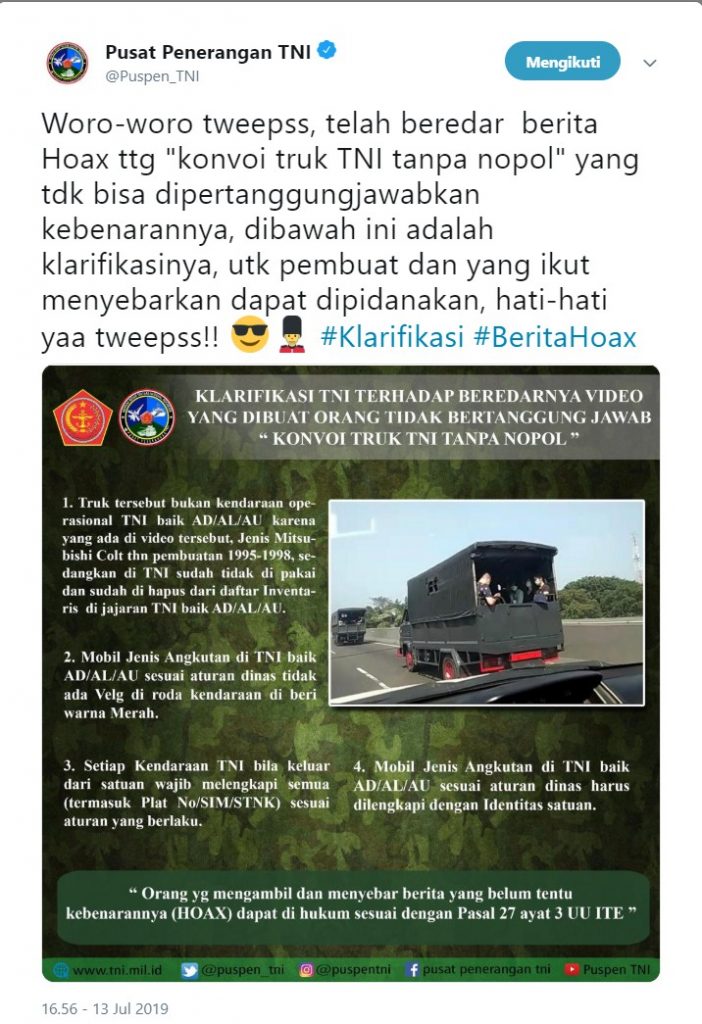 Pusat Penerangan TNI
@Puspen_TNI
Mengikuti
Woro-woro tweepss, telah beredar berita
Hoax ttg "konvoi truk TNI tanpa nopol" yang
tdk bisa dipertanggungjawabkan
kebenarannya, dibawah ini adalah
klarifikasinya, utk pembuat dan yang ikut
menyebarkan dapat dipidanakan, hati-hati
yaa tweepss!! 😎💂 #Klarifikasi #BeritaHoax
KLARIFIKASI TNI TERHADAP BEREDARNYA VIDEO
YANG DIBUAT ORANG TIDAK BERTANGGUNG JAWAB
“ KONVOI TRUK TNI TANPA NOPOL ”
1. Truk tersebut bukan kendaraan ope-
rasional TNI baik AD/AL/AU karena
yang ada di video tersebut, Jenis Mitsu-
bishi Colt thn pembuatan 1995-1998, se-
dangkan di TNI sudah tidak di pakai
dan sudah di hapus dari daftar Inventa-
ris di jajaran TNI baik AD/AL/AU.
2. Mobil Jenis Angkutan di TNI baik
AD/AL/AU sesuai aturan dinas tidak
ada Velg di roda kendaraan di beri
warna Merah.
3. Setiap Kendaraan TNI bila keluar
dari satuan wajib melengkapi semua
(termasuk Plat No/SIM/STNK) sesuai
aturan yang berlaku.
4. Mobil Jenis Angkutan di TNI baik
AD/AL/AU sesuai aturan dinas harus
dilengkapi dengan Identitas satuan.
“ Orang yg mengambil dan menyebar berita yang belum tentu
kebenarannya (HOAX) dapat di hukum sesuai dengan Pasal 27 ayat 3 UU ITE ”
www.tni.mil.id @puspen_tni @puspentni pusat penerangan tni Puspen TNI
16.56 - 13 Jul 2019